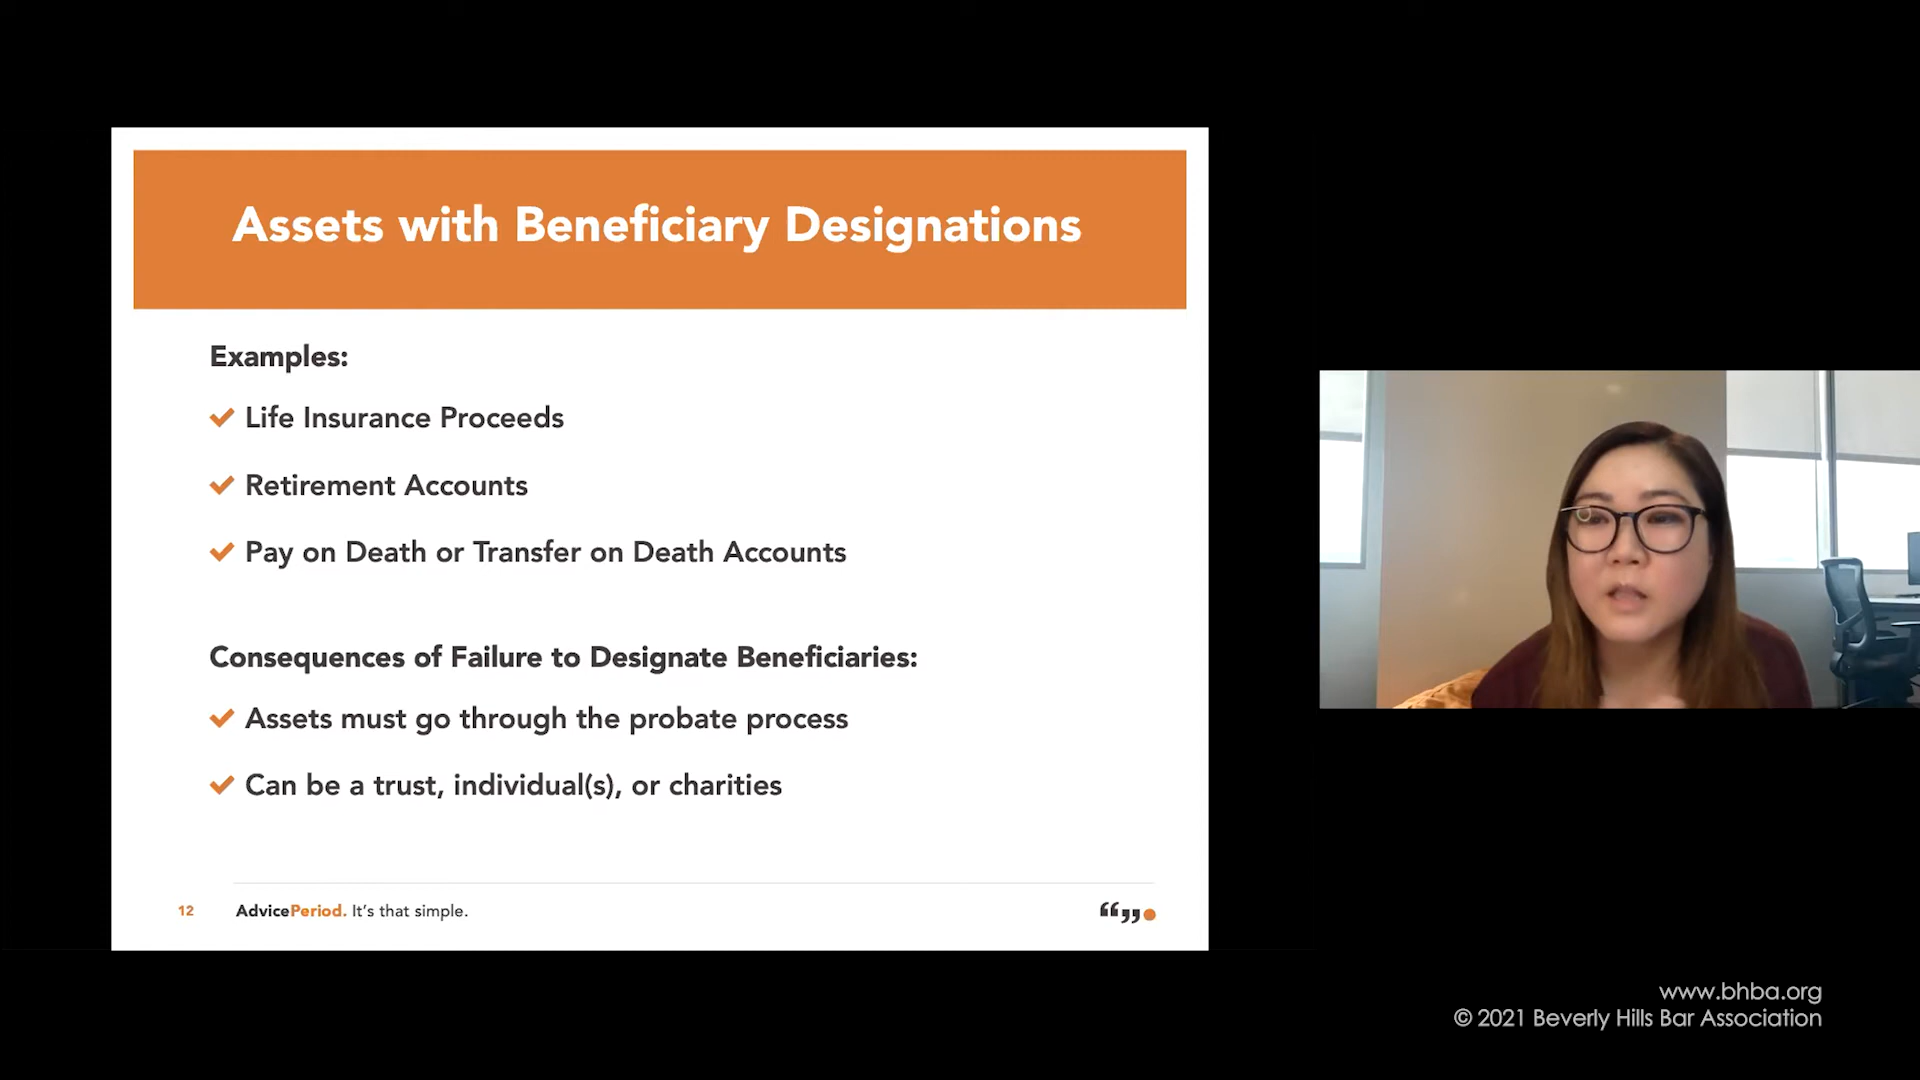 Assets with Beneficiary Designations
Examples:
Life Insurance Proceeds
Retirement Accounts
Pay on Death or Transfer on Death Accounts
Consequences of Failure to Designate Beneficiaries:
Assets must go through the probate process
Can be a trust, individual(s), or charities
12 AdvicePeriod. It's that simple.
www.bhba.org
© 2021 Beverly Hills Bar Association